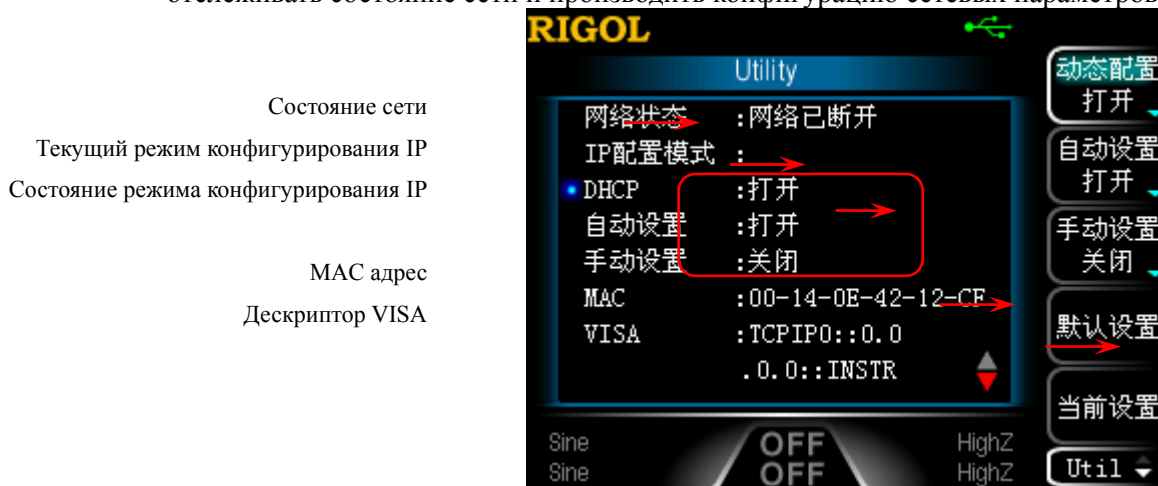 отслеживать состояние сети и производить конфигурацию сетевых параметров
Состояние сети
Текущий режим конфигурирования IP
Состояние режима конфигурирования IP
MAC адрес
Дескриптор VISA
RIGOL
Utility
网络状态 :网络已断开
IP配置模式 :
DHCP :打开
自动设置 :打开
手动设置 :关闭
MAC :00-14-0E-42-12-CF
VISA :TCPIP0::0.0
.0.0::INSTR
动态配置
打开
自动设置
打开
手动设置
关闭
默认设置
当前设置
Util
Sine OFF HighZ
Sine OFF HighZ